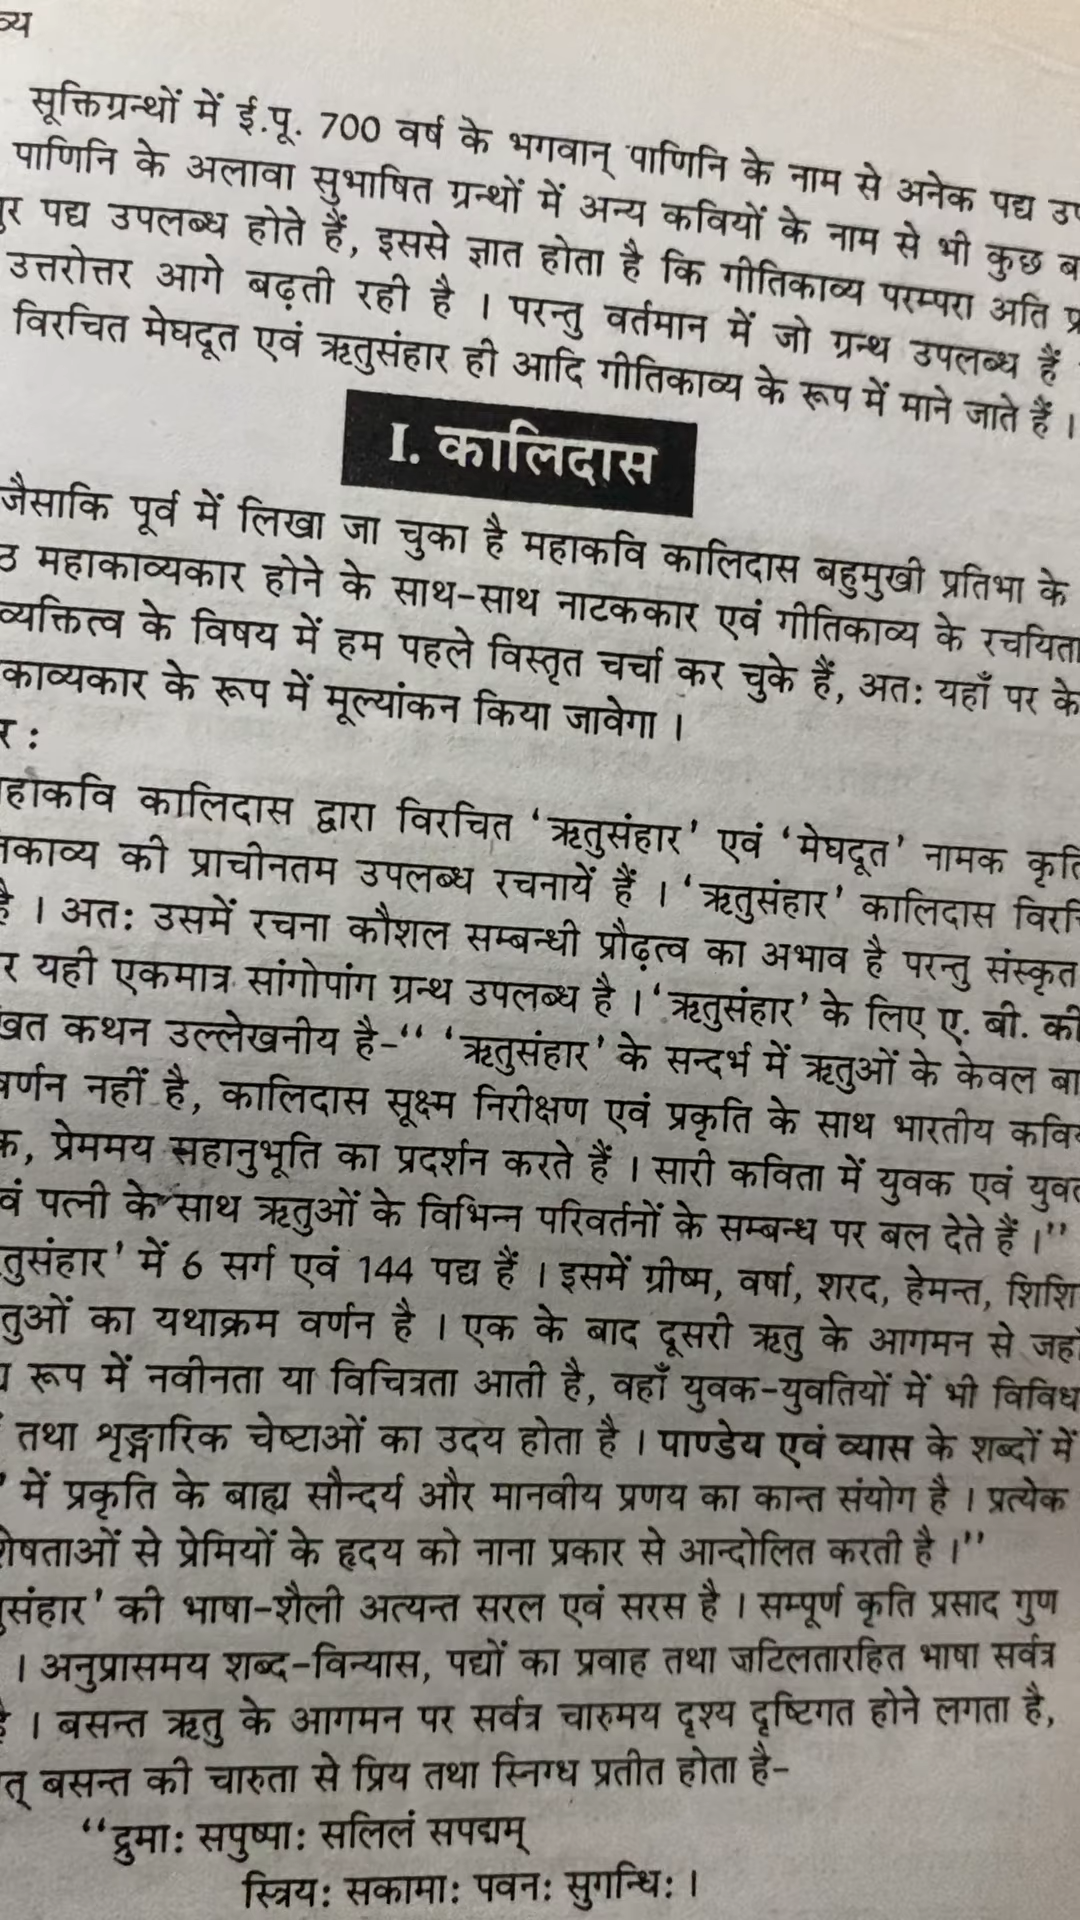 व्य
सूक्तिग्रन्थों में ई.पू. 700 वर्ष के भगवान् पाणिनि के नाम से अनेक पद्य
पाणिनि के अलावा सुभाषित ग्रन्थों में अन्य कवियों के नाम से भी कुछ
पद्य उपलब्ध होते हैं, इससे ज्ञात होता है कि गीतिकाव्य परम्परा अति
उत्तरोत्तर आगे बढ़ती रही है । परन्तु वर्तमान में जो ग्रन्थ उपलब्ध हैं
विरचित मेघदूत एवं ऋतुसंहार ही आदि गीतिकाव्य के रूप में माने जाते हैं ।
I. कालिदास
जैसाकि पूर्व में लिखा जा चुका है महाकवि कालिदास बहुमुखी प्रतिभा के
महाकाव्यकार होने के साथ-साथ नाटककार एवं गीतिकाव्य के रचयिता
व्यक्तित्व के विषय में हम पहले विस्तृत चर्चा कर चुके हैं, अतः यहाँ पर के
काव्यकार के रूप में मूल्यांकन किया जावेगा ।
र :
हाकवि कालिदास द्वारा विरचित ‘ऋतुसंहार’ एवं ‘मेघदूत’ नामक कृति
तिकाव्य की प्राचीनतम उपलब्ध रचनायें हैं । ‘ऋतुसंहार’ कालिदास
है । अतः उसमें रचना कौशल सम्बन्धी प्रौढ़त्व का अभाव है परन्तु संस्कृत
र यही एकमात्र सांगोपांग ग्रन्थ उपलब्ध है । ‘ऋतुसंहार’ के लिए ए. बी. की
खित कथन उल्लेखनीय है-“ ‘ऋतुसंहार’ के सन्दर्भ में ऋतुओं के केवल बा
वर्णन नहीं है, कालिदास सूक्ष्म निरीक्षण एवं प्रकृति के साथ भारतीय कवि
क, प्रेममय सहानुभूति का प्रदर्शन करते हैं । सारी कविता में युवक एवं
वं पत्नी के साथ ऋतुओं के विभिन्न परिवर्तनों के सम्बन्ध पर बल देते हैं ।”
तुसंहार’ में 6 सर्ग एवं 144 पद्य हैं । इसमें ग्रीष्म, वर्षा, शरद, हेमन्त, शिशि
तुओं का यथाक्रम वर्णन है । एक के बाद दूसरी ऋतु के आगमन से जहाँ
रूप में नवीनता या विचित्रता आती है, वहाँ युवक-युवतियों में भी विविध
तथा शृङ्गारिक चेष्टाओं का उदय होता है । पाण्डेय एवं व्यास के शब्दों में
’ में प्रकृति के बाह्य सौन्दर्य और मानवीय प्रणय का कान्त संयोग है । प्रत्येक
शेषताओं से प्रेमियों के हृदय को नाना प्रकार से आन्दोलित करती है ।”
तुसंहार’ की भाषा-शैली अत्यन्त सरल एवं सरस है । सम्पूर्ण कृति प्रसाद गुण
। अनुप्रासमय शब्द-विन्यास, पद्यों का प्रवाह तथा जटिलतारहित भाषा सर्वत्र
है । बसन्त ऋतु के आगमन पर सर्वत्र चारुमय दृश्य दृष्टिगत होने लगता है,
त् बसन्त की चारुता से प्रिय तथा स्निग्ध प्रतीत होता है-
“द्रुमाः सपुष्पाः सलिलं सपद्मम्
स्त्रियः सकामाः पवनः सुगन्धिः ।